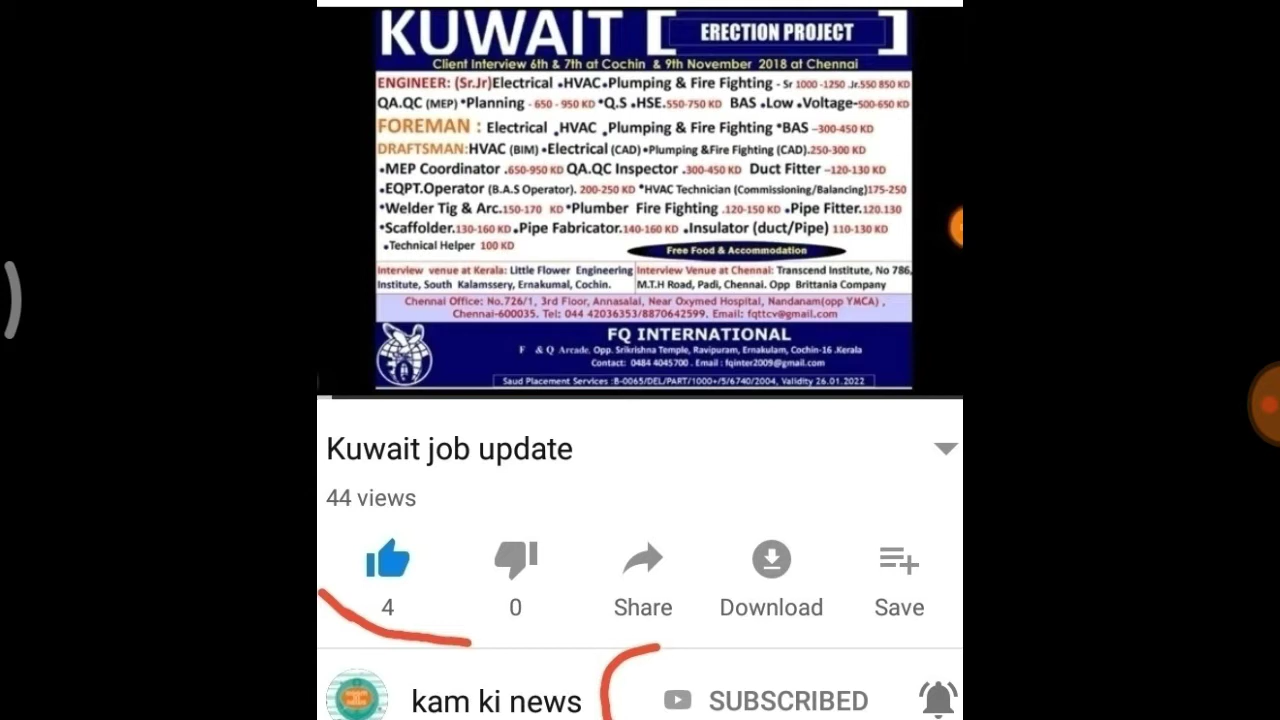 KUWAIT [ ERECTION PROJECT ]
Client Interview 6th & 7th at Cochin & 9th November 2018 at Chennai
ENGINEER: (Sr.Jr)Electrical •HVAC•Plumping & Fire Fighting - Sr 1000 -1250 .Jr.550 850 KD
QA.QC (MEP) •Planning - 650 - 950 KD *Q.S •HSE.550-750 KD BAS •Low •Voltage-500-650 KD
FOREMAN : Electrical •HVAC •Plumping & Fire Fighting *BAS –300-450 KD
DRAFTSMAN:HVAC (BIM) •Electrical (CAD) •Plumping &Fire Fighting (CAD).250-300 KD
•MEP Coordinator .650-950 KD QA.QC Inspector .300-450 KD Duct Fitter –120-130 KD
•EQPT.Operator (B.A.S Operator). 200-250 KD *HVAC Technician (Commissioning/Balancing)175-250
*Welder Tig & Arc.150-170 KD *Plumber Fire Fighting .120-150 KD •Pipe Fitter.120.130
*Scaffolder.130-160 KD •Pipe Fabricator.140-160 KD •Insulator (duct/Pipe) 110-130 KD
•Technical Helper 100 KD
Free Food & Accommodation
Interview venue at Kerala: Little Flower Engineering
Institute, South Kalamssery, Ernakumal, Cochin.
Interview Venue at Chennai: Transcend Institute, No 786,
M.T.H Road, Padi, Chennai. Opp Brittania Company
Chennai Office: No.726/1, 3rd Floor, Annasalai, Near Oxymed Hospital, Nandanam(opp YMCA) ,
Chennai-600035. Tel: 044 42036353/8870642599. Email: fqttcv@gmail.com
FQ INTERNATIONAL
F & Q Arcade, Opp. Srikrishna Temple, Ravipuram, Ernakulam, Cochin-16 .Kerala
Contact: 0484 4045700 . Email : fqinter2009@gmail.com
Saud Placement Services :B-0065/DEL/PART/1000+/5/6740/2004, Validity 26.01.2022
Kuwait job update
44 views
4 0 Share Download Save
kam ki news SUBSCRIBED